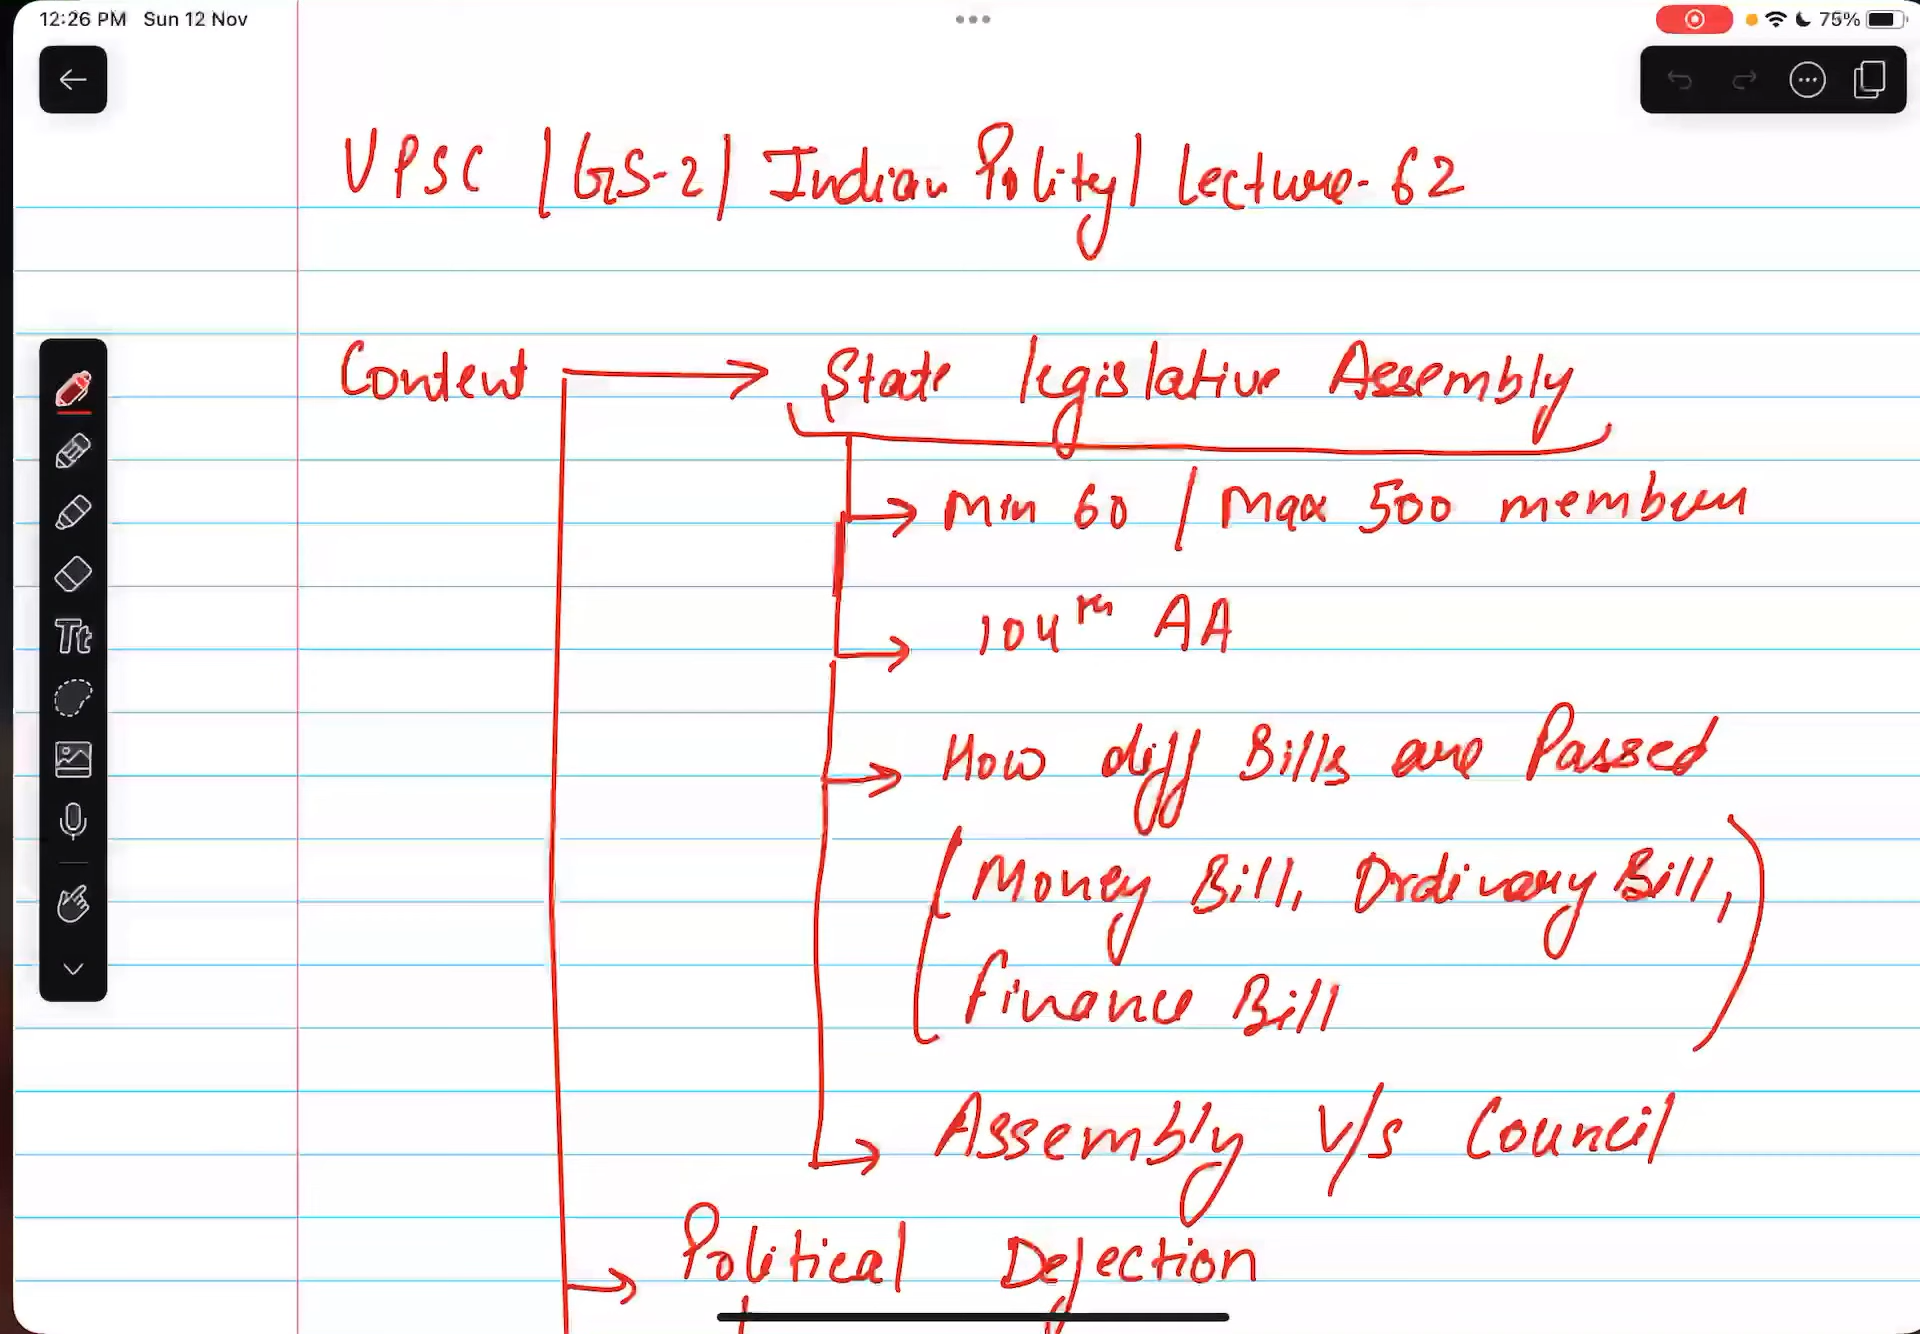 12:26 PM Sun 12 Nov
75%
UPSC | GS-2 | Indian Polity | Lecture-62
Content → State legislative Assembly
→ Min 60 / Max 500 members
→ 104th AA
→ How diff Bills are Passed
(Money Bill, Ordinary Bill,
Finance Bill)
→ Assembly v/s Council
→ Political Defection
Tt